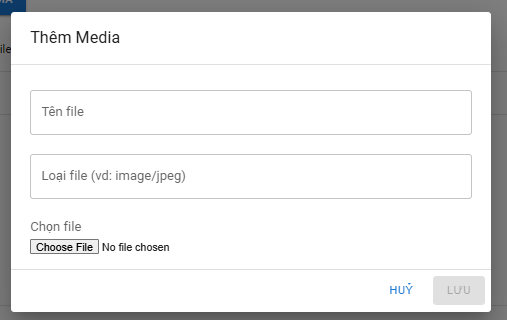 Thêm Media
Tên file
Loại file (vd: image/jpeg)
Chọn file
Choose File No file chosen
HUỶ LƯU